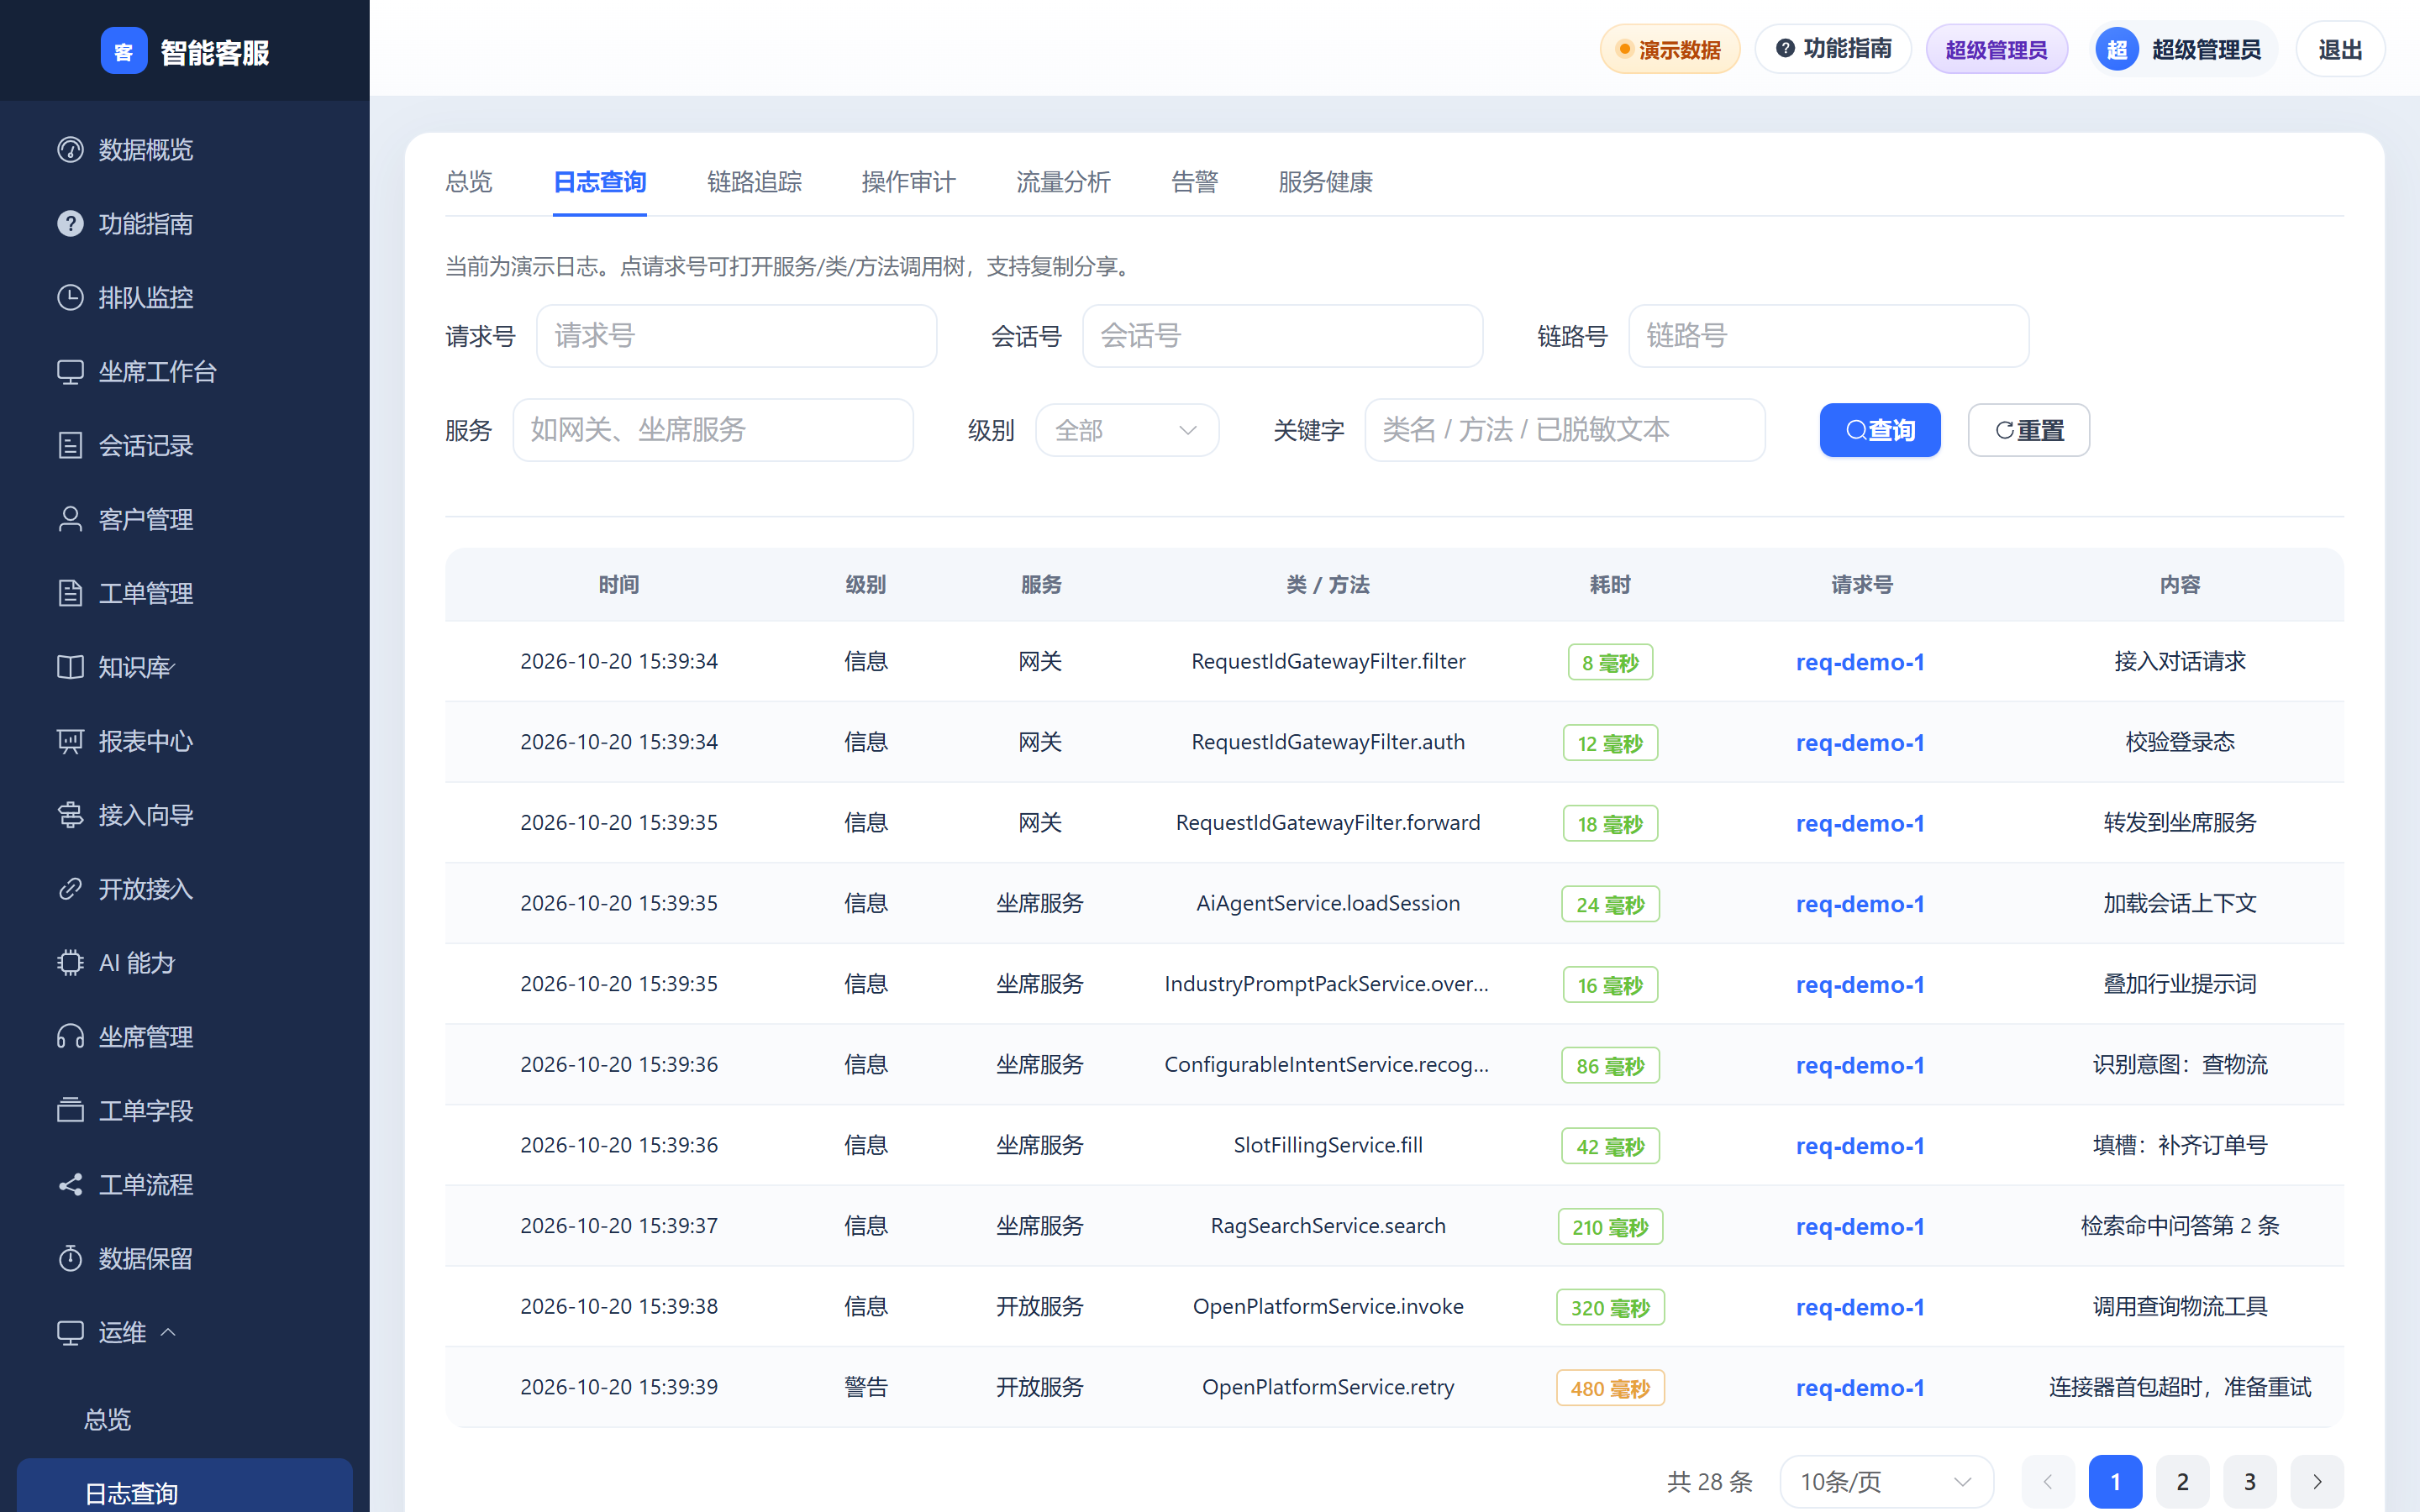 客 智能客服
演示数据
功能指南
超级管理员
超 超级管理员
退出
数据概览
功能指南
排队监控
坐席工作台
会话记录
客户管理
工单管理
知识库
报表中心
接入向导
开放接入
AI 能力
坐席管理
工单字段
工单流程
数据保留
运维
总览
日志查询
总览 日志查询 链路追踪 操作审计 流量分析 告警 服务健康
当前为演示日志。点请求号可打开服务/类/方法调用树，支持复制分享。
请求号 请求号 会话号 会话号 链路号 链路号
服务 如网关、坐席服务 级别 全部 关键字 类名 / 方法 / 已脱敏文本 查询 重置
时间 级别 服务 类 / 方法 耗时 请求号 内容
2026-10-20 15:39:34 信息 网关 RequestIdGatewayFilter.filter 8 毫秒 req-demo-1 接入对话请求
2026-10-20 15:39:34 信息 网关 RequestIdGatewayFilter.auth 12 毫秒 req-demo-1 校验登录态
2026-10-20 15:39:35 信息 网关 RequestIdGatewayFilter.forward 18 毫秒 req-demo-1 转发到坐席服务
2026-10-20 15:39:35 信息 坐席服务 AiAgentService.loadSession 24 毫秒 req-demo-1 加载会话上下文
2026-10-20 15:39:35 信息 坐席服务 IndustryPromptPackService.over... 16 毫秒 req-demo-1 叠加行业提示词
2026-10-20 15:39:36 信息 坐席服务 ConfigurableIntentService.recog... 86 毫秒 req-demo-1 识别意图：查物流
2026-10-20 15:39:36 信息 坐席服务 SlotFillingService.fill 42 毫秒 req-demo-1 填槽：补齐订单号
2026-10-20 15:39:37 信息 坐席服务 RagSearchService.search 210 毫秒 req-demo-1 检索命中问答第 2 条
2026-10-20 15:39:38 信息 开放服务 OpenPlatformService.invoke 320 毫秒 req-demo-1 调用查询物流工具
2026-10-20 15:39:39 警告 开放服务 OpenPlatformService.retry 480 毫秒 req-demo-1 连接器首包超时，准备重试
共 28 条 10条/页 1 2 3